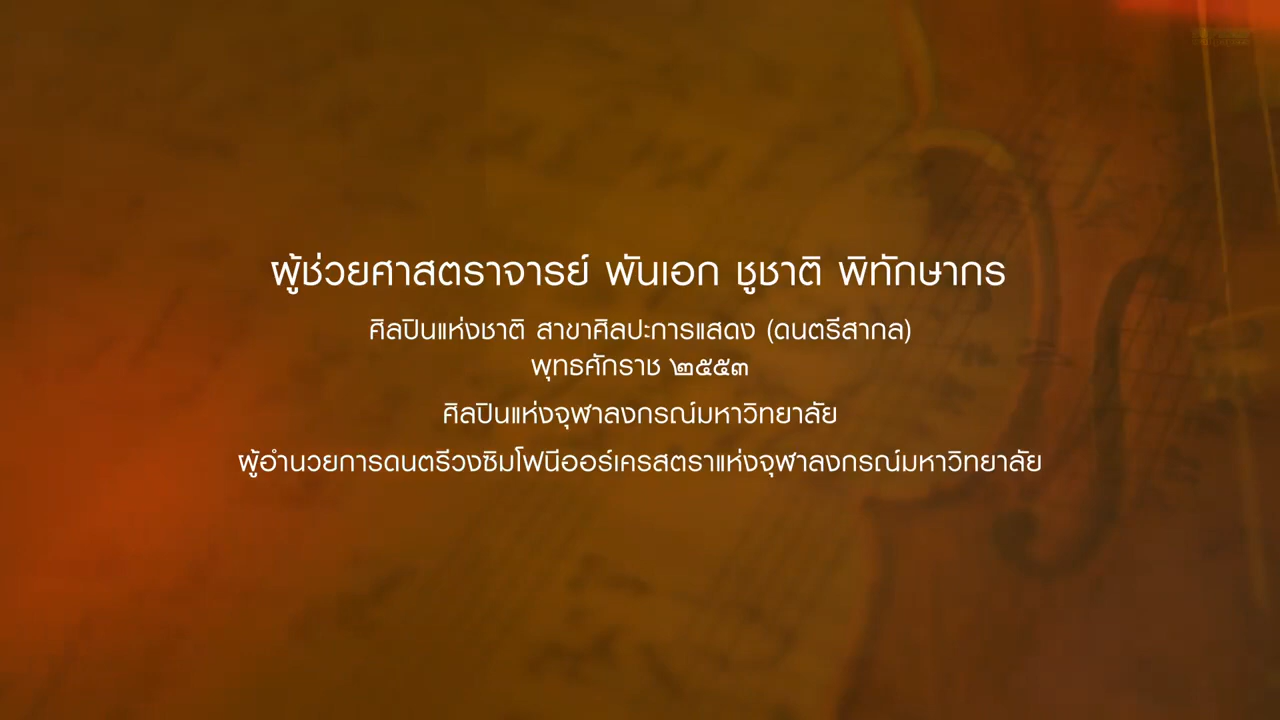 ผู้ช่วยศาสตราจารย์ พันเอก ชูชาติ พิทักษากร
ศิลปินแห่งชาติ สาขาศิลปะการแสดง (ดนตรีสากล)
พุทธศักราช ๒๕๕๓
ศิลปินแห่งจุฬาลงกรณ์มหาวิทยาลัย
ผู้อำนวยการดนตรีวงซิมโฟนีออร์เครสตราแห่งจุฬาลงกรณ์มหาวิทยาลัย